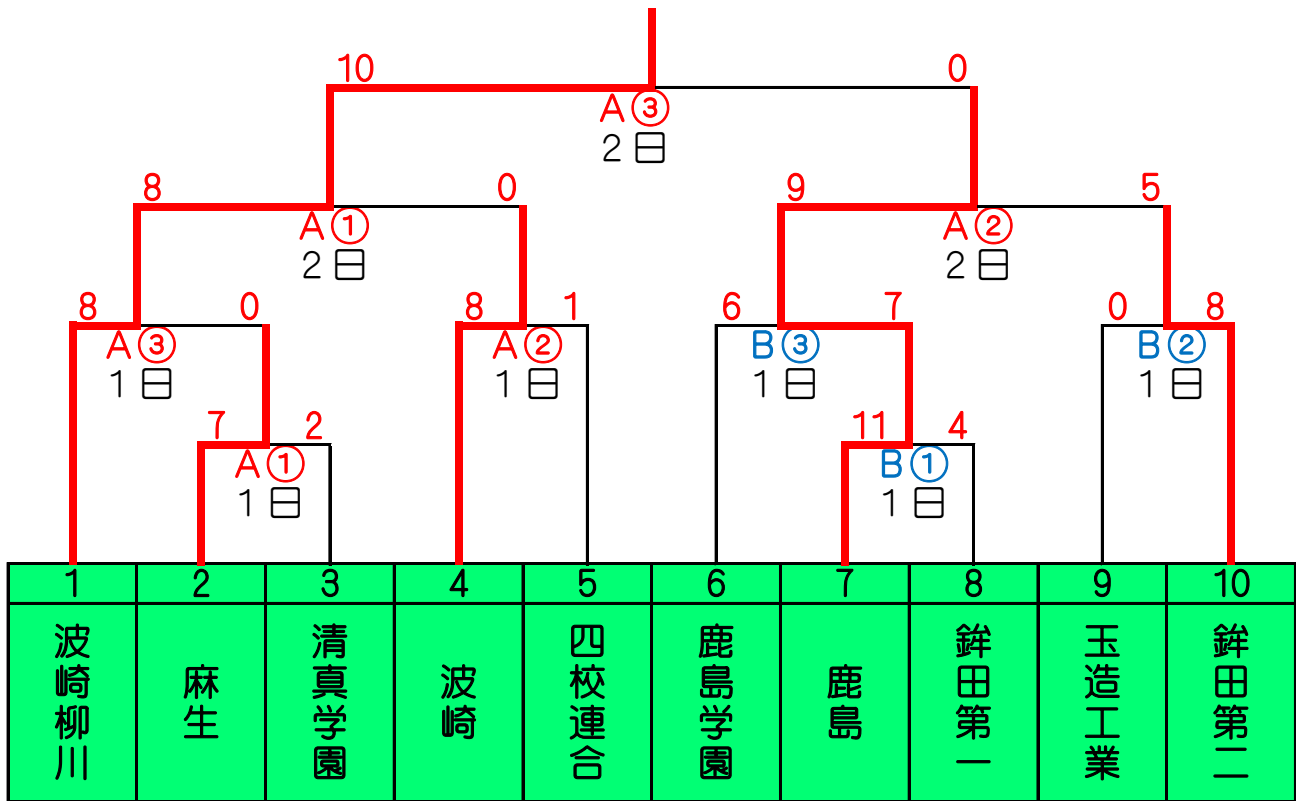 10 0
A③
2日
8 0 9 5
A① A②
2日 2日
8 0 8 1 6 7 0 8
A③ A② B③ B②
1日 1日 1日 1日
7 2 11 4
A① B①
1日 1日
1 2 3 4 5 6 7 8 9 10
波崎柳川
麻生
清真学園
波崎
四校連合
鹿島学園
鹿島
鉾田第一
玉造工業
鉾田第二